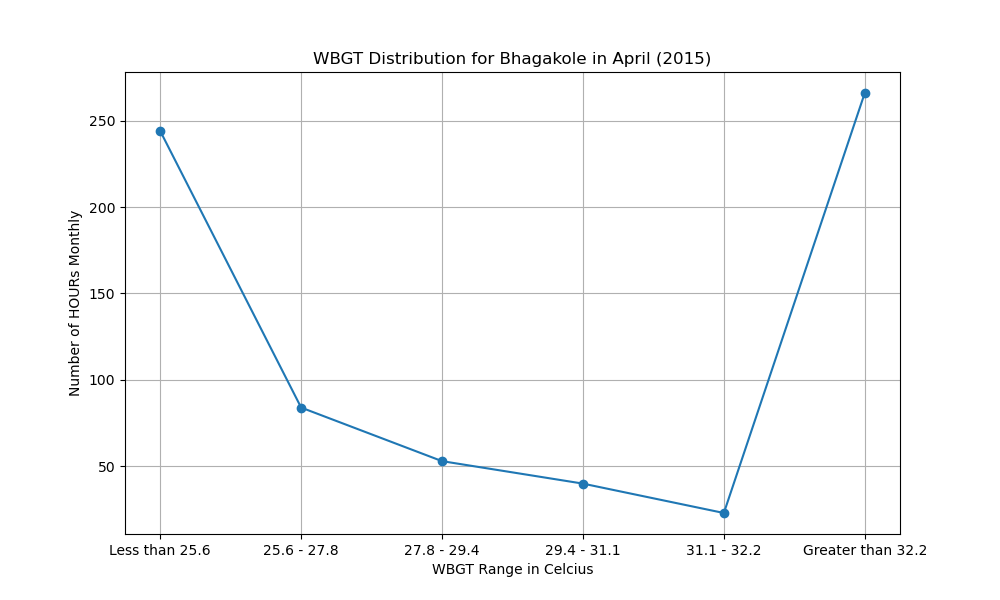 WBGT Distribution for Bhagakole in April (2015)
250
200
150
100
50
Number of HOURs Monthly
Less than 25.6
25.6 - 27.8
27.8 - 29.4
29.4 - 31.1
31.1 - 32.2
Greater than 32.2
WBGT Range in Celcius